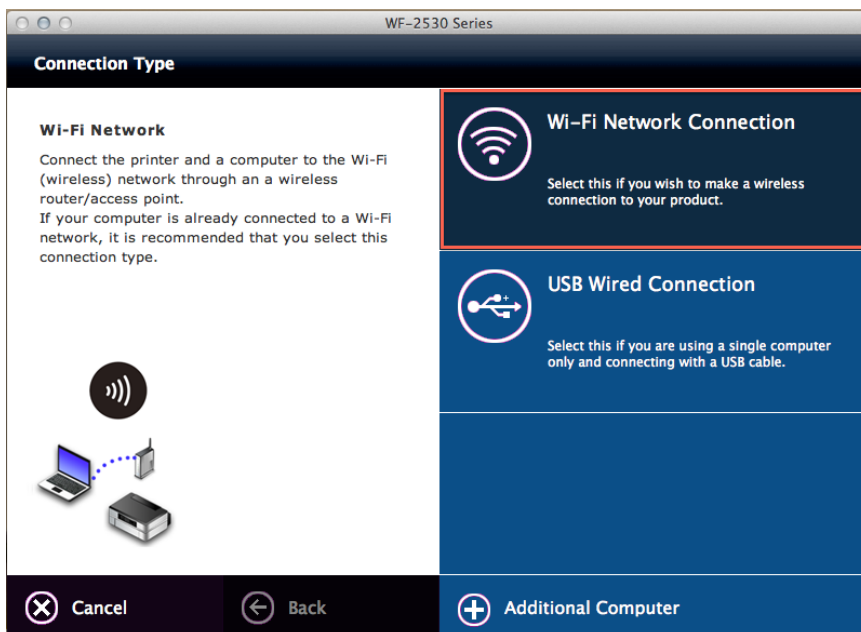 WF-2530 Series
Connection Type
Wi-Fi Network
Connect the printer and a computer to the Wi-Fi
(wireless) network through an a wireless
router/access point.
If your computer is already connected to a Wi-Fi
network, it is recommended that you select this
connection type.
Wi-Fi Network Connection
Select this if you wish to make a wireless
connection to your product.
USB Wired Connection
Select this if you are using a single computer
only and connecting with a USB cable.
Cancel
Back
Additional Computer